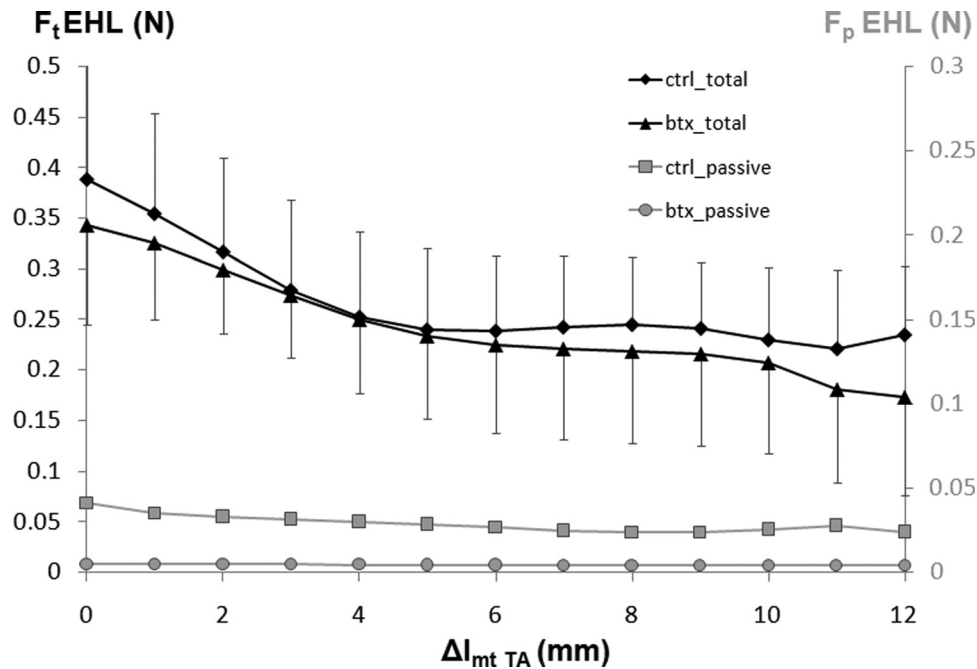 FtEHL (N)
Fp EHL (N)
0.5
0.45
0.4
0.35
0.3
0.25
0.2
0.15
0.1
0.05
0
0.3
0.25
0.2
0.15
0.1
0.05
0
ctrl_total
btx_total
ctrl_passive
btx_passive
0 2 4 6 8 10 12
Δlmt TA (mm)